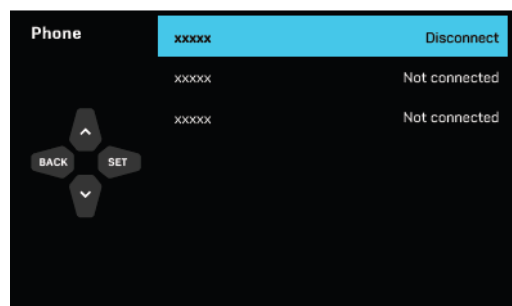 Phone
xxxxx Disconnect
xxxxx Not connected
xxxxx Not connected
BACK SET